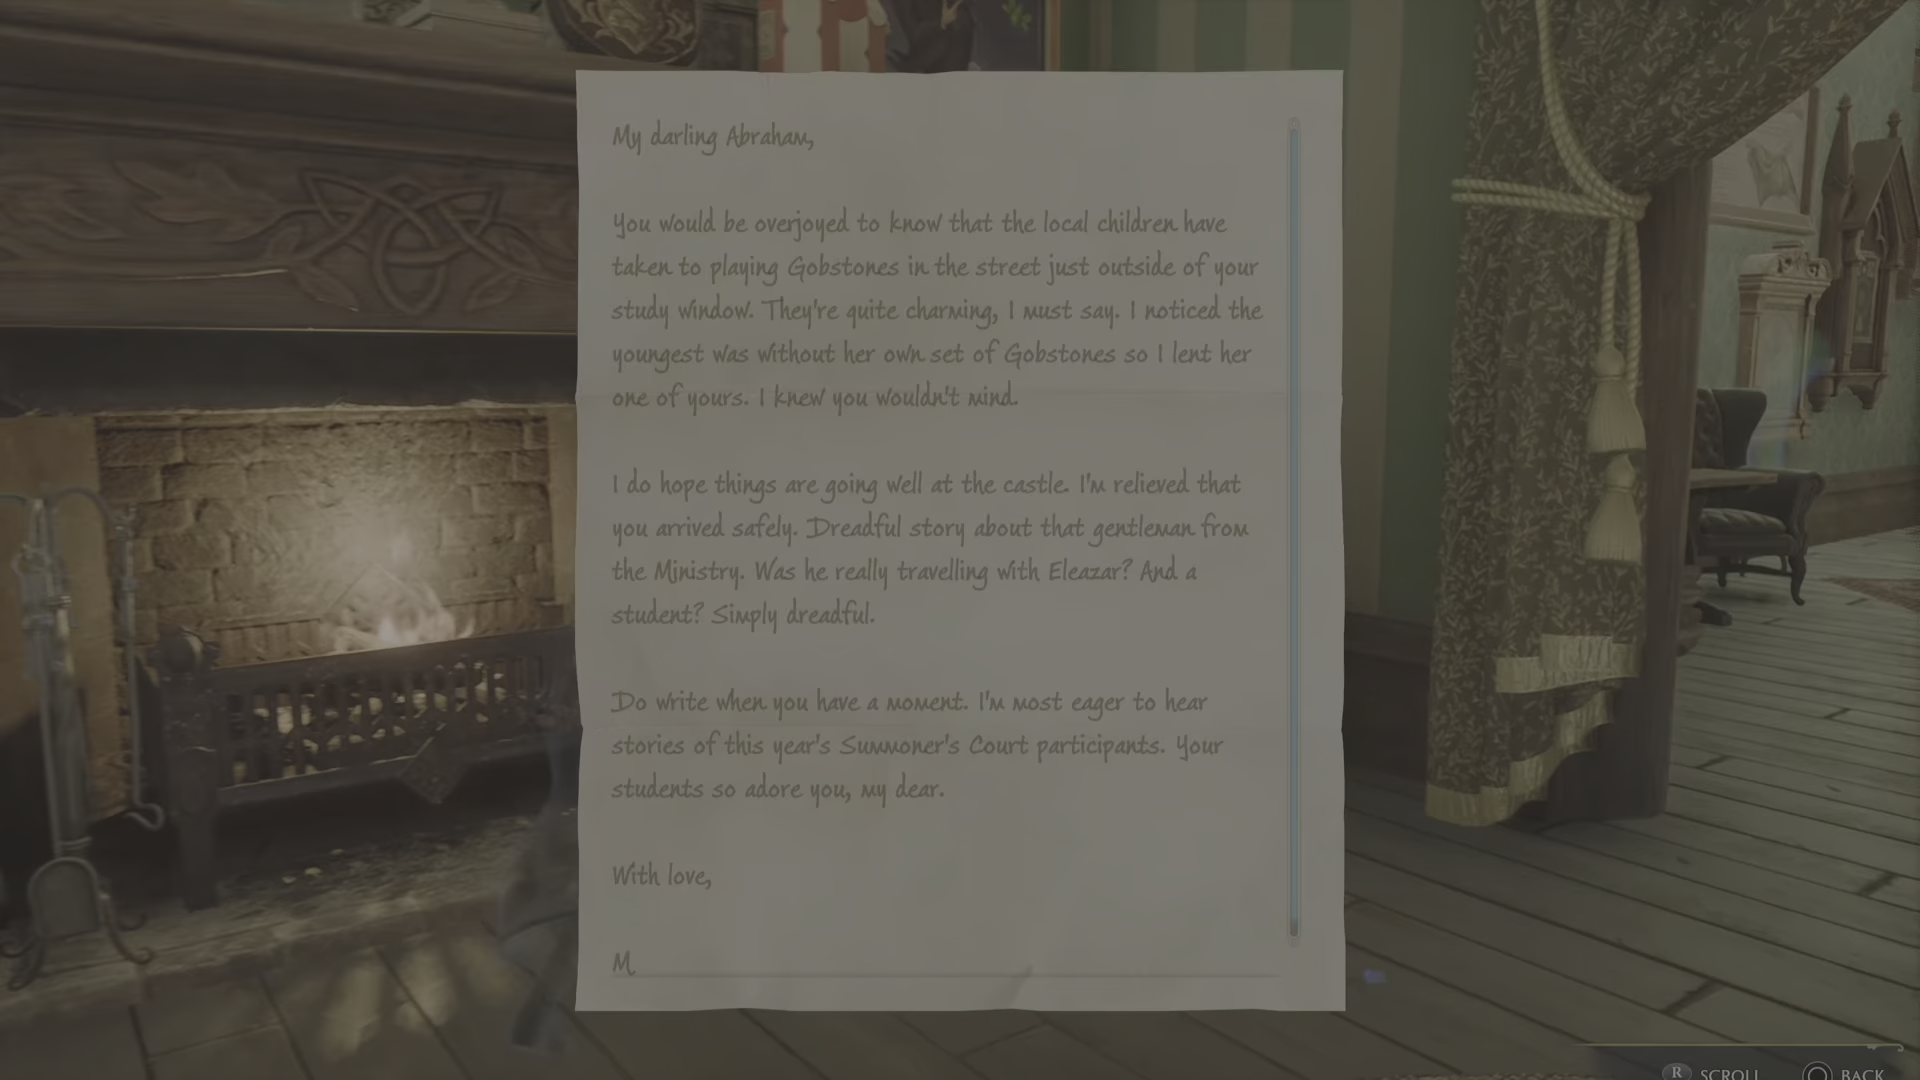 My darling Abraham,
You would be overjoyed to know that the local children have
taken to playing Gobstones in the street just outside of your
study window. They're quite charming, I must say. I noticed the
youngest was without her own set of Gobstones so I lent her
one of yours. I knew you wouldn't mind.
I do hope things are going well at the castle. I'm relieved that
you arrived safely. Dreadful story about that gentleman from
the Ministry. Was he really travelling with Eleazar? And a
student? Simply dreadful.
Do write when you have a moment. I'm most eager to hear
stories of this year's Summoner's Court participants. Your
students so adore you, my dear.
With love,
M
R SCROLL BACK